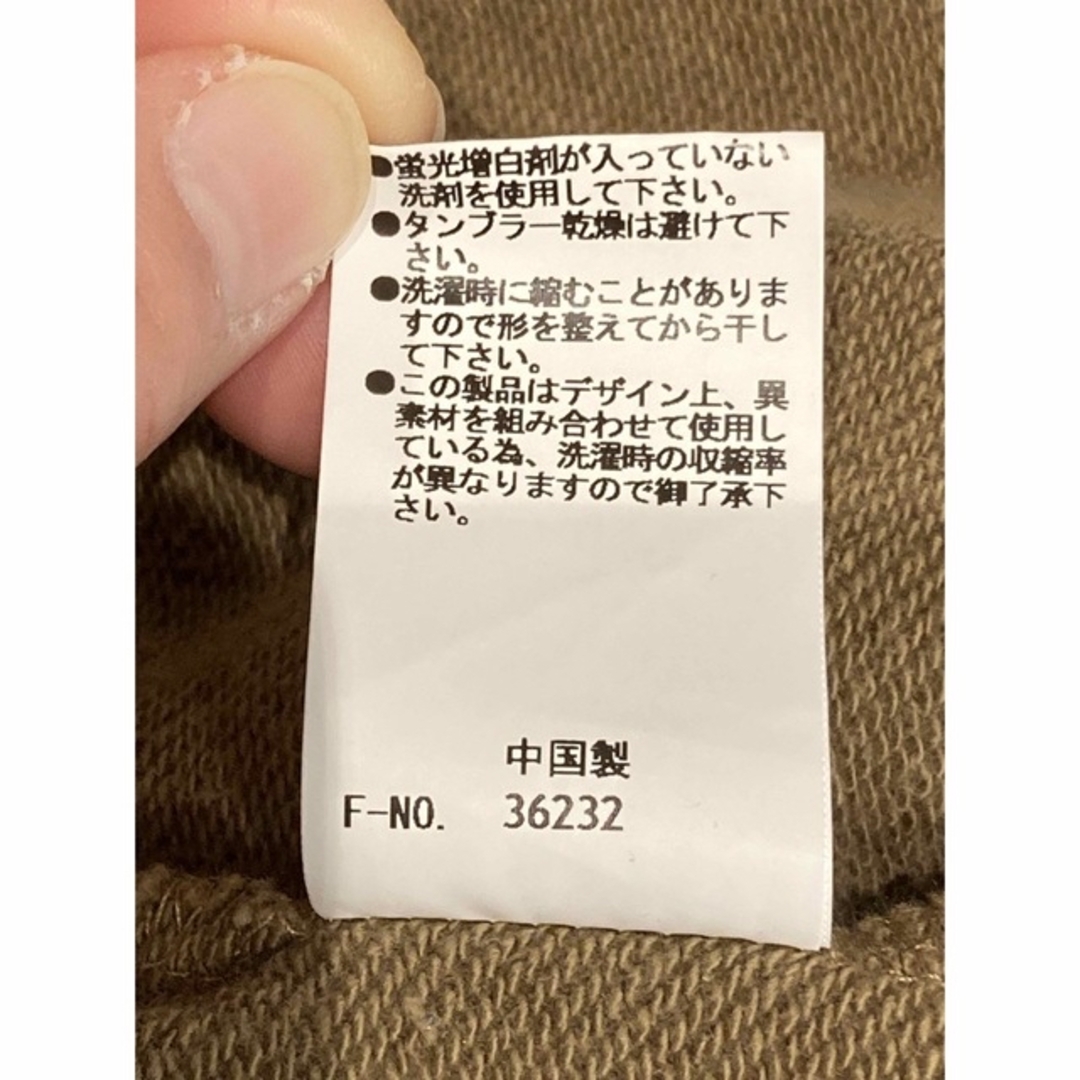 ●蛍光増白剤が入っていない
洗剤を使用して下さい。
●タンブラー乾燥は避けて下
さい。
●洗濯時に縮むことがありま
すので形を整えてから干し
て下さい。
●この製品はデザイン上、異
素材を組み合わせて使用し
ている為、洗濯時の収縮率
が異なりますので御了承下
さい。
中国製
F-NO. 36232